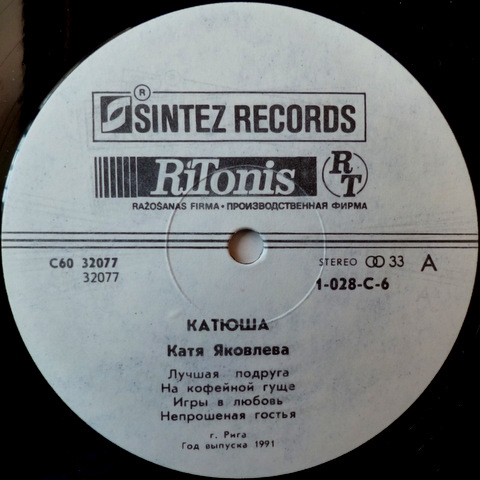 ®
SINTEZ RECORDS
RiTonis RT
RAŽOŠANAS FIRMA • ПРОИЗВОДСТВЕННАЯ ФИРМА
С60 32077 STEREO 33 A
32077 1-028-C-6
КАТЮША
Катя Яковлева
Лучшая подруга
На кофейной гуще
Игры в любовь
Непрошеная гостья
г. Рига
Год выпуска 1991